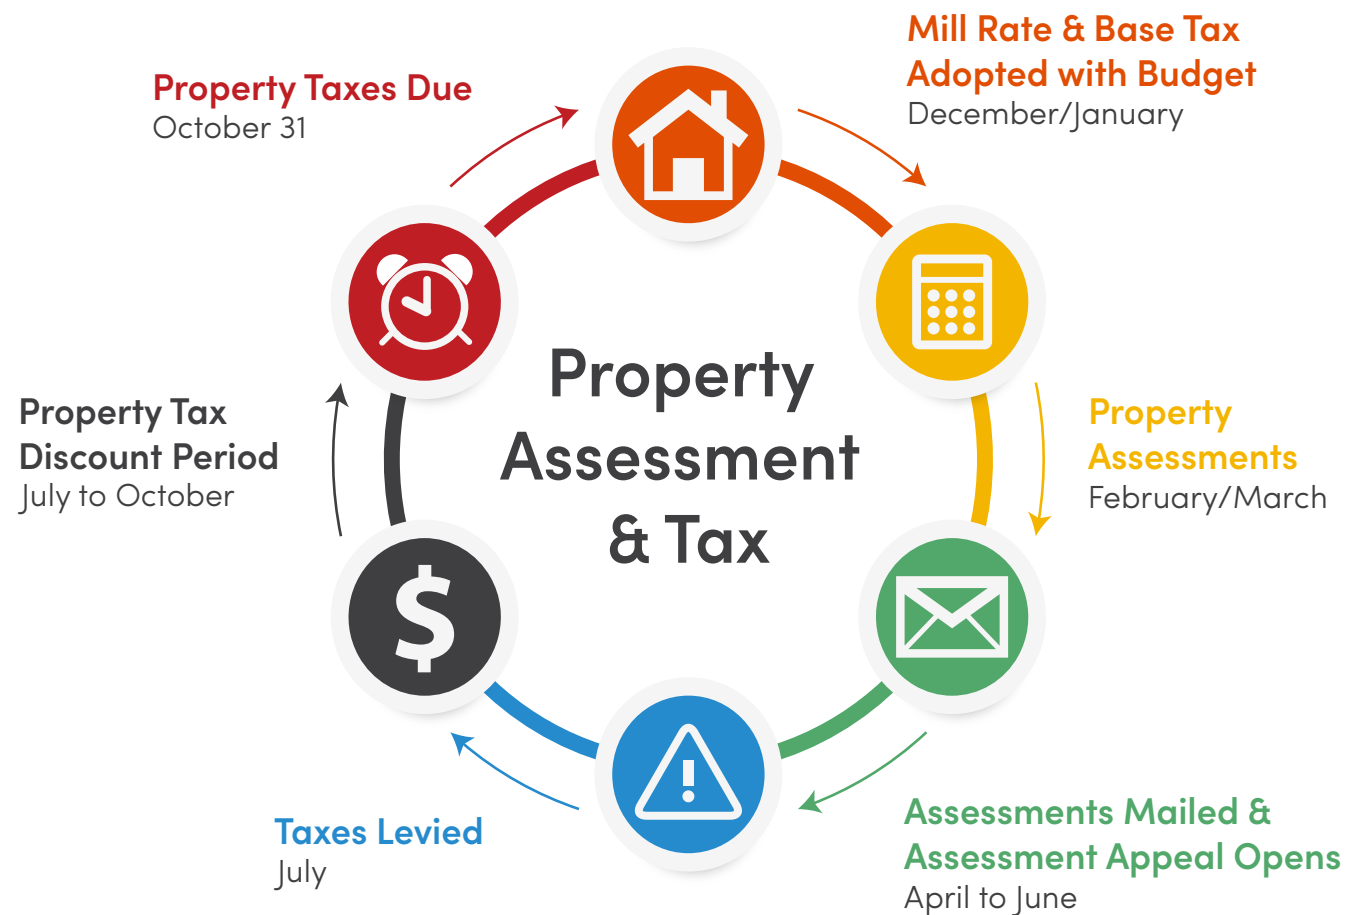 Mill Rate & Base Tax
Adopted with Budget
December/January
Property Taxes Due
October 31
Property
Assessment
& Tax
Property
Assessments
February/March
Property Tax
Discount Period
July to October
Assessments Mailed &
Assessment Appeal Opens
April to June
Taxes Levied
July